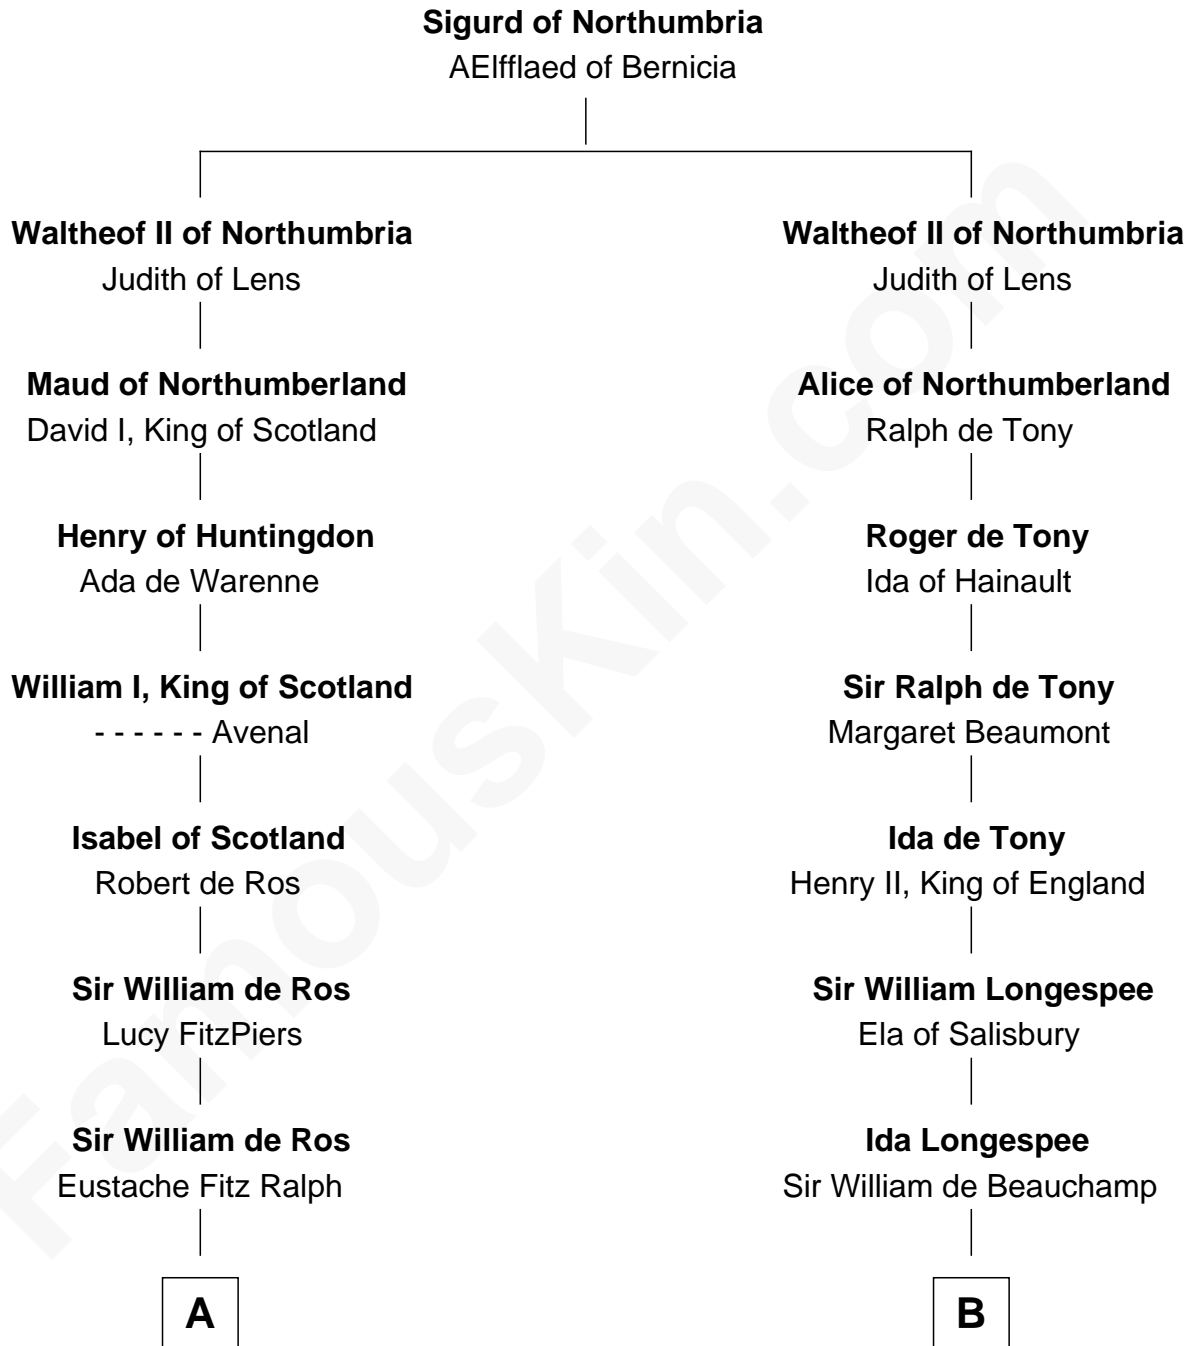 Sigurd of Northumbria
AElfflaed of Bernicia
Waltheof II of Northumbria
Judith of Lens
Maud of Northumberland
David I, King of Scotland
Henry of Huntingdon
Ada de Warenne
William I, King of Scotland
- - - - - - Avenal
Isabel of Scotland
Robert de Ros
Sir William de Ros
Lucy FitzPiers
Sir William de Ros
Eustache Fitz Ralph
A
Waltheof II of Northumbria
Judith of Lens
Alice of Northumberland
Ralph de Tony
Roger de Tony
Ida of Hainault
Sir Ralph de Tony
Margaret Beaumont
Ida de Tony
Henry II, King of England
Sir William Longespee
Ela of Salisbury
Ida Longespee
Sir William de Beauchamp
B
FamousKin.com